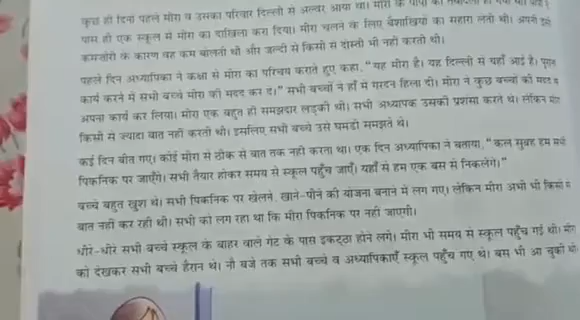 कुछ ही दिनों पहले मीरा व उसका परिवार दिल्ली से अलवर आया था। मीरा के पापा का
पास ही एक स्कूल में मीरा का दाखिला करा दिया। मीरा चलने के लिए बैशाखियों का सहारा लेती थी। अपनी इस
कमजोरी के कारण वह कम बोलती थी और जल्दी से किसी से दोस्ती भी नहीं करती थी।
पहले दिन अध्यापिका ने कक्षा से मीरा का परिचय कराते हुए कहा, "यह मीरा है। यह दिल्ली से यहाँ आई है। पुराना
कार्य करने में सभी बच्चे मीरा की मदद कर दें।" सभी बच्चों ने हाँ में गरदन हिला दी। मीरा ने कुछ बच्चों की मदद
अपना कार्य कर लिया। मीरा एक बहुत ही समझदार लड़की थी। सभी अध्यापक उसकी प्रशंसा करते थे। लेकिन मीरा
किसी से ज्यादा बात नहीं करती थी। इसलिए सभी बच्चे उसे घमंडी समझते थे।
कई दिन बीत गए। कोई मीरा से ठीक से बात तक नहीं करता था। एक दिन अध्यापिका ने बताया, "कल सुबह हम सभी
पिकनिक पर जाएँगे। सभी तैयार होकर समय से स्कूल पहुँच जाएँ। यहाँ से हम एक बस से निकलेंगे।"
बच्चे बहुत खुश थे। सभी पिकनिक पर खेलने, खाने-पीने की योजना बनाने में लग गए। लेकिन मीरा अभी भी किसी
बात नहीं कर रही थी। सभी को लग रहा था कि मीरा पिकनिक पर नहीं जाएगी।
धीरे-धीरे सभी बच्चे स्कूल के बाहर वाले गेट के पास इकट्ठा होने लगे। मीरा भी समय से स्कूल पहुँच गई थी। मीरा
को देखकर सभी बच्चे हैरान थे। नौ बजे तक सभी बच्चे व अध्यापिकाएँ स्कूल पहुँच गए थे। बस भी आ चुकी थी